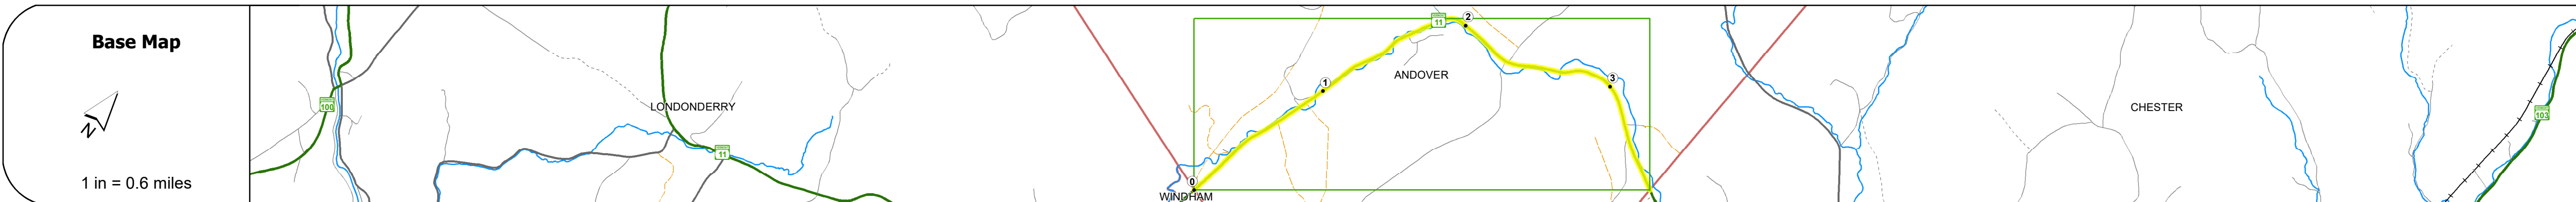 Base Map
N
1 in = 0.6 miles
100
LONDONDERRY
11
WINDHAM
0
1
ANDOVER
11
2
3
CHESTER
103